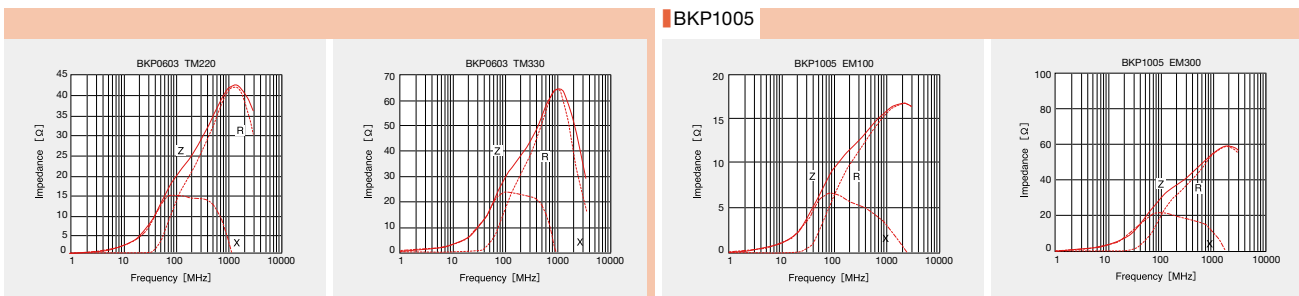 BKP1005
BKP0603 TM220
45
40
35
30
25
20
15
10
5
0
Impedance [Ω]
Z
R
X
1 10 100 1000 10000
Frequency [MHz]
BKP0603 TM330
70
60
50
40
30
20
10
0
Impedance [Ω]
Z
R
X
1 10 100 1000 10000
Frequency [MHz]
BKP1005 EM100
20
15
10
5
0
Impedance [Ω]
Z
R
X
1 10 100 1000 10000
Frequency [MHz]
BKP1005 EM300
100
80
60
40
20
0
Impedance [Ω]
Z
R
X
1 10 100 1000 10000
Frequency [MHz]